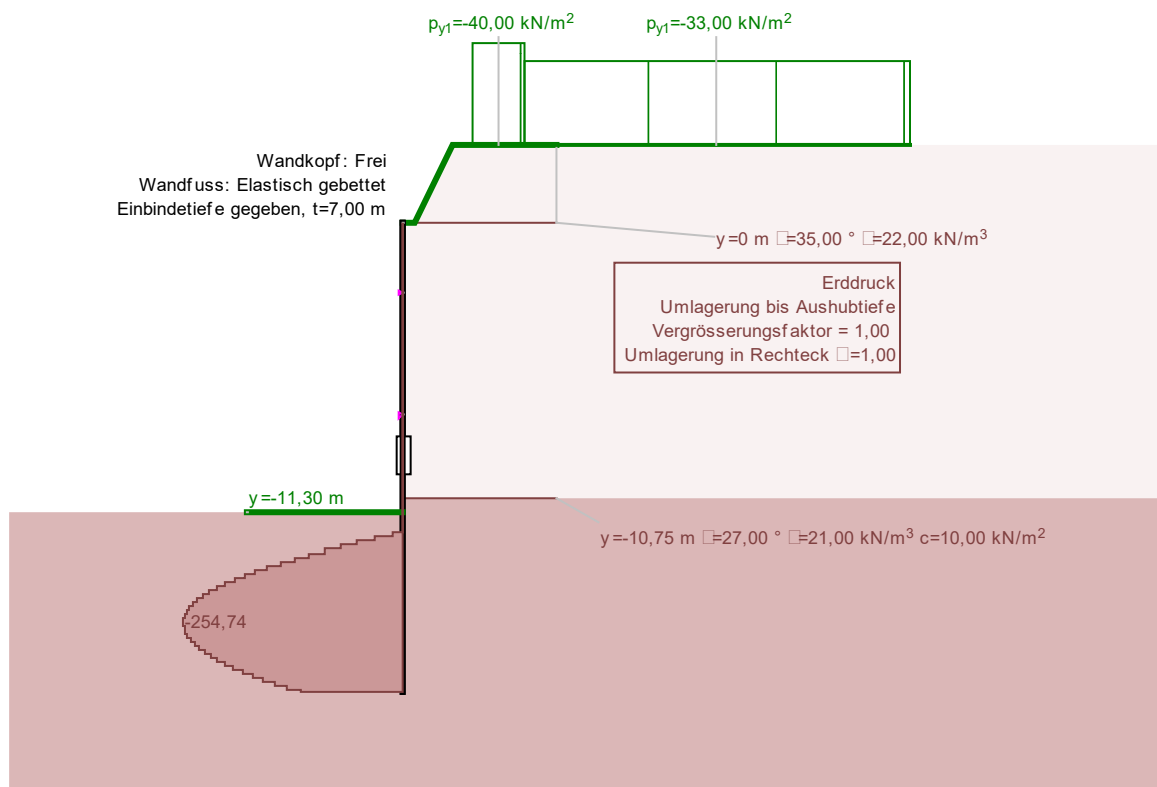 py1=-40,00 kN/m²
py1=-33,00 kN/m²
Wandkopf: Frei
Wandfuss: Elastisch gebettet
Einbindetiefe gegeben, t=7,00 m
y=0 m □=35,00 ° □=22,00 kN/m³
Erddruck
Umlagerung bis Aushubtiefe
Vergrösserungsfaktor = 1,00
Umlagerung in Rechteck □=1,00
y=-11,30 m
y=-10,75 m □=27,00 ° □=21,00 kN/m³ c=10,00 kN/m²
-254,74